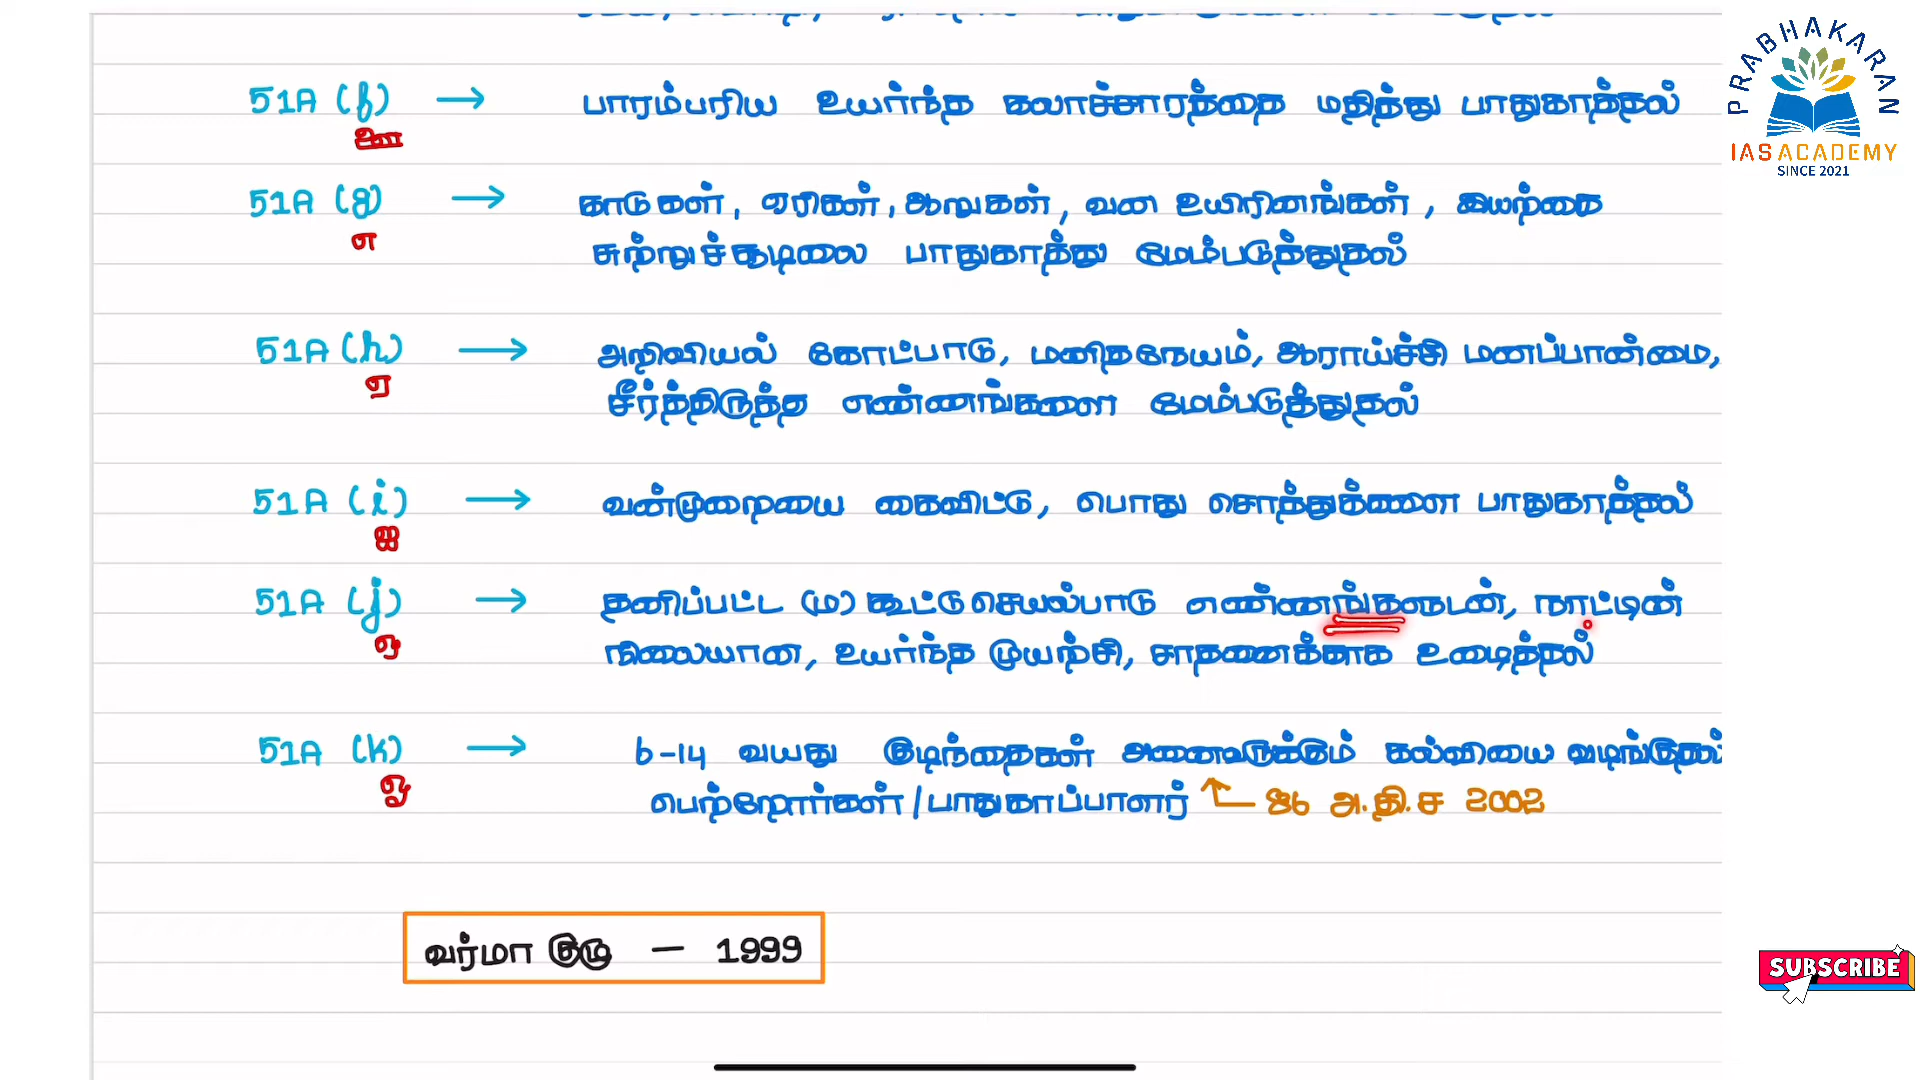 51A (f) → பாரம்பரிய உயர்ந்த கலாச்சாரத்தை மதித்து பாதுகாத்தல்
ஊ
51A (g) → காடுகள், ஏரிகள், ஆறுகள், வன உயிரினங்கள், இயற்கை
எ
சுற்றுச்சூழலை பாதுகாத்து மேம்படுத்துதல்
51A (h) → அறிவியல் கோட்பாடு, மனிதநேயம், ஆராய்ச்சி மனப்பான்மை,
ஏ
சீர்த்திருத்த எண்ணங்களை மேம்படுத்துதல்
51A (i) → வன்முறையை கைவிட்டு, பொது சொத்துக்களை பாதுகாத்தல்
ஐ
51A (j) → தனிப்பட்ட (ம) கூட்டு செயல்பாடு எண்ணங்களுடன், நாட்டின்
ஒ
நிலையான, உயர்ந்த முயற்சி, சாதனைக்காக உழைத்தல்
51A (k) → 6-14 வயது குழந்தைகள் அனைவருக்கும் கல்வியை வழங்குதல்
ஓ
பெற்றோர்கள்/பாதுகாப்பாளர் 86 அ.தி.ச 2002
வர்மா குழு — 1999
PRABHAKARAN
IAS ACADEMY
SINCE 2021
SUBSCRIBE